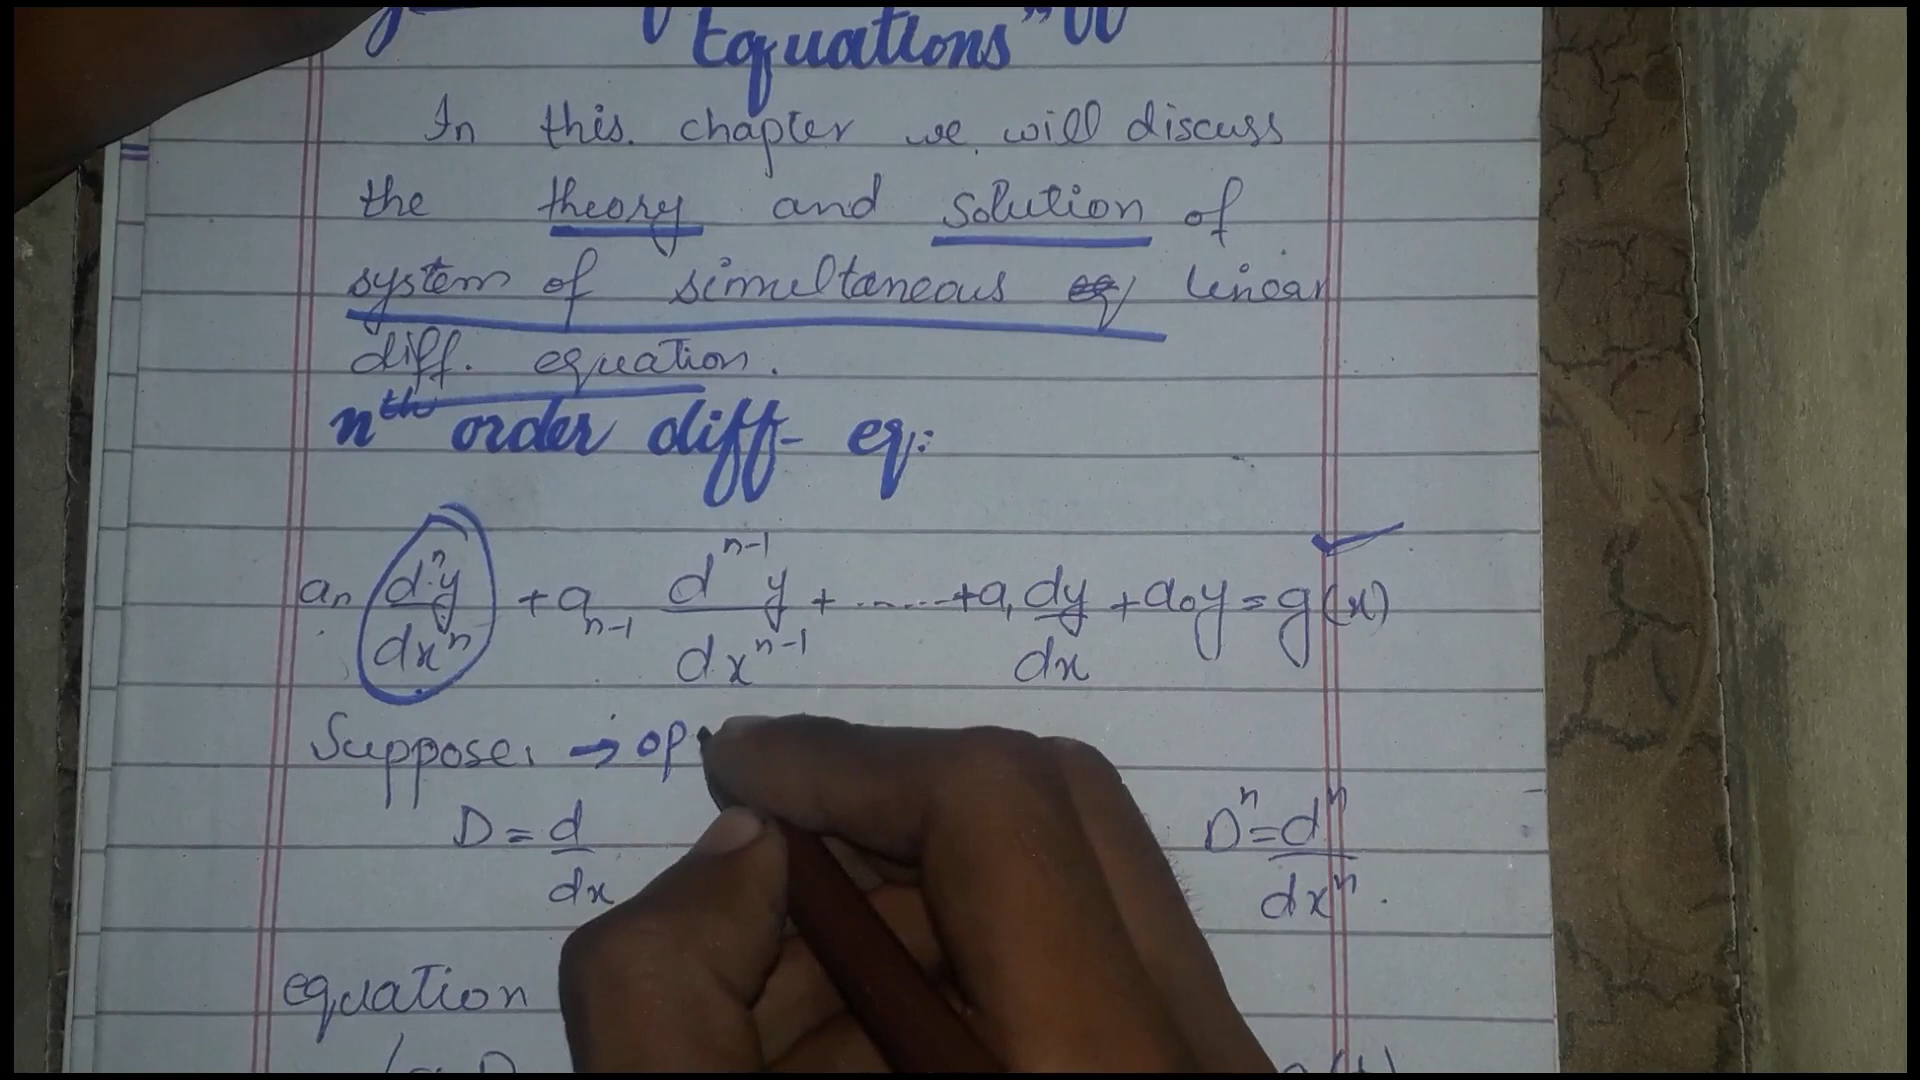 Equations"
In this. chapter we will discuss
the theory and solution of
system of simultaneous linear
diff. equation.
nth order diff- eq:
aₙ dⁿy/dxⁿ + aₙ₋₁ dⁿ⁻¹y/dxⁿ⁻¹ + ...... + a₁ dy/dx + a₀y = g(x)
Suppose, → op
D = d/dx Dⁿ = dⁿ/dxⁿ.
equation